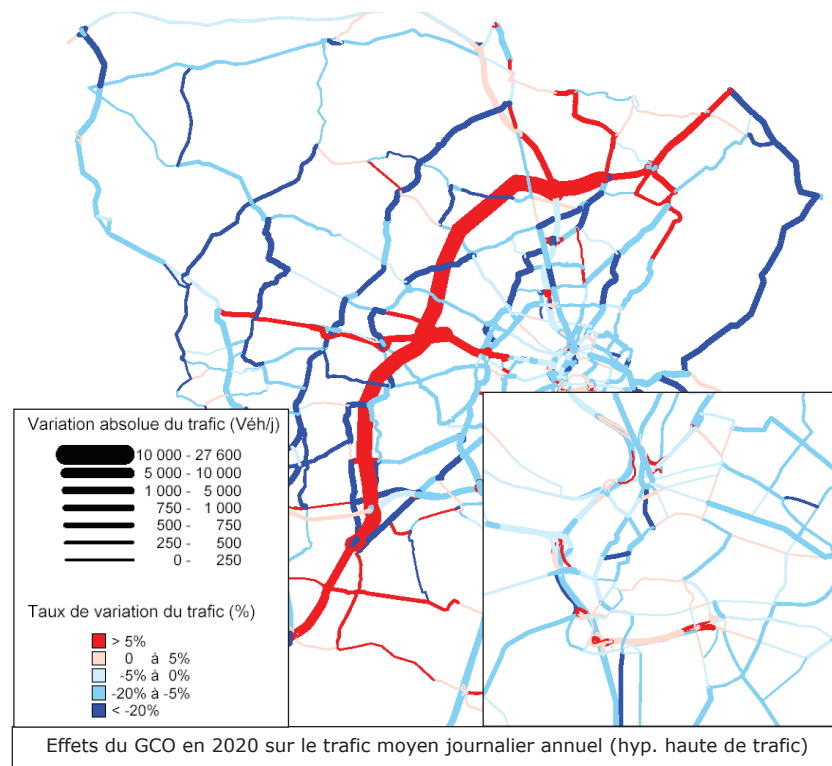 Variation absolue du trafic (Véh/j)
10 000 - 27 600
5 000 - 10 000
1 000 - 5 000
750 - 1 000
500 - 750
250 - 500
0 - 250
Taux de variation du trafic (%)
> 5%
0 à 5%
-5% à 0%
-20% à -5%
< -20%
Effets du GCO en 2020 sur le trafic moyen journalier annuel (hyp. haute de trafic)